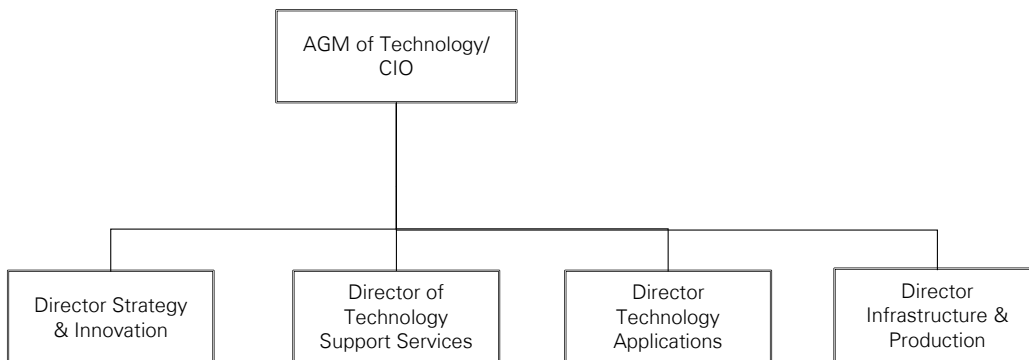 AGM of Technology/
CIO
Director Strategy
& Innovation
Director of
Technology
Support Services
Director
Technology
Applications
Director
Infrastructure &
Production